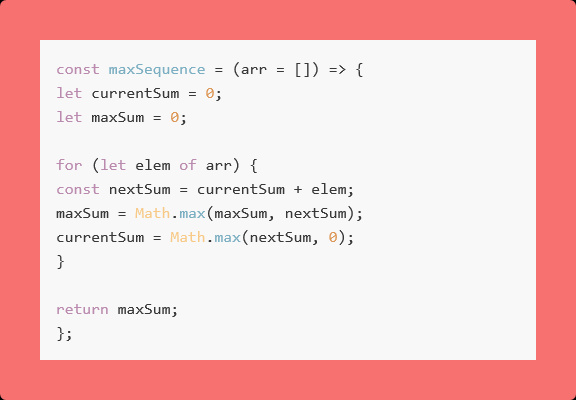 const maxSequence = (arr = []) => {
let currentSum = 0;
let maxSum = 0;
for (let elem of arr) {
const nextSum = currentSum + elem;
maxSum = Math.max(maxSum, nextSum);
currentSum = Math.max(nextSum, 0);
}
return maxSum;
};